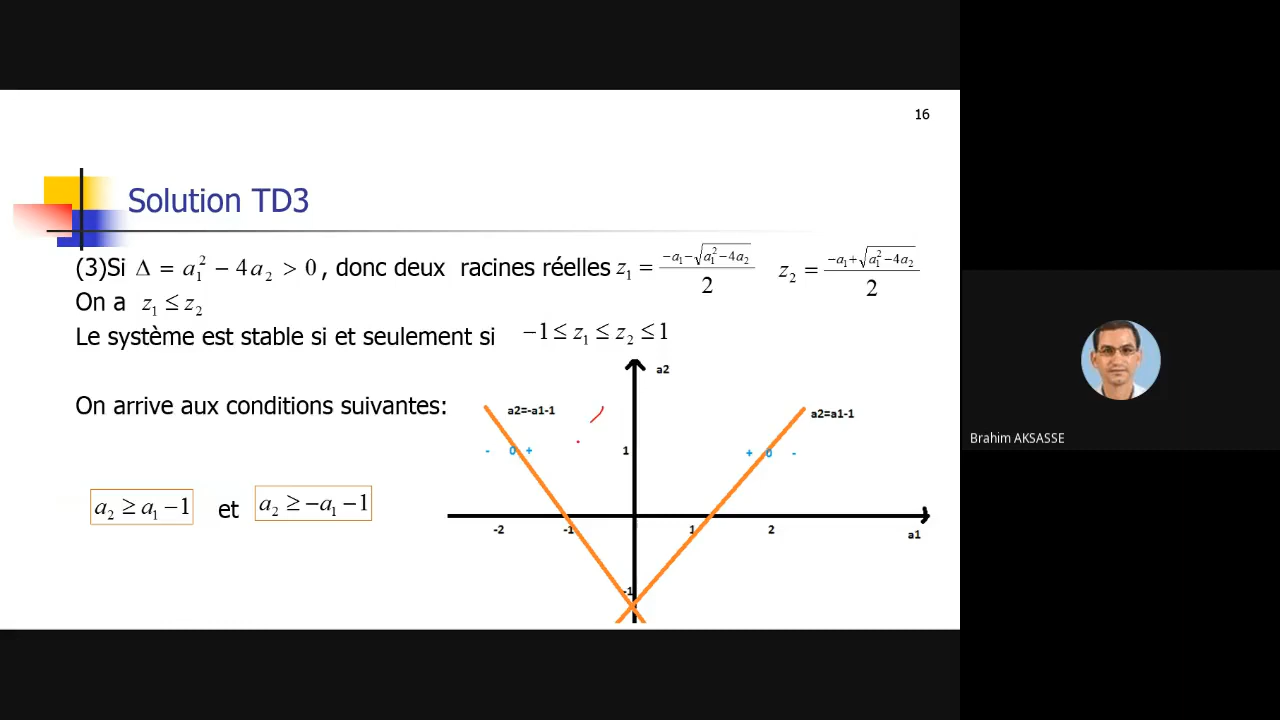 16
Solution TD3
(3)Si Δ = a₁² − 4a₂ > 0 , donc deux racines réelles z₁ = (−a₁−√(a₁²−4a₂))/2 z₂ = (−a₁+√(a₁²−4a₂))/2
On a z₁ ≤ z₂
Le système est stable si et seulement si −1 ≤ z₁ ≤ z₂ ≤ 1
On arrive aux conditions suivantes:
a₂ ≥ a₁ −1 et a₂ ≥ −a₁ −1
a2
a2=-a1-1
a2=a1-1
- 0 +
1
+ 0 -
-2 -1 1 2
a1
-1
Brahim AKSASSE